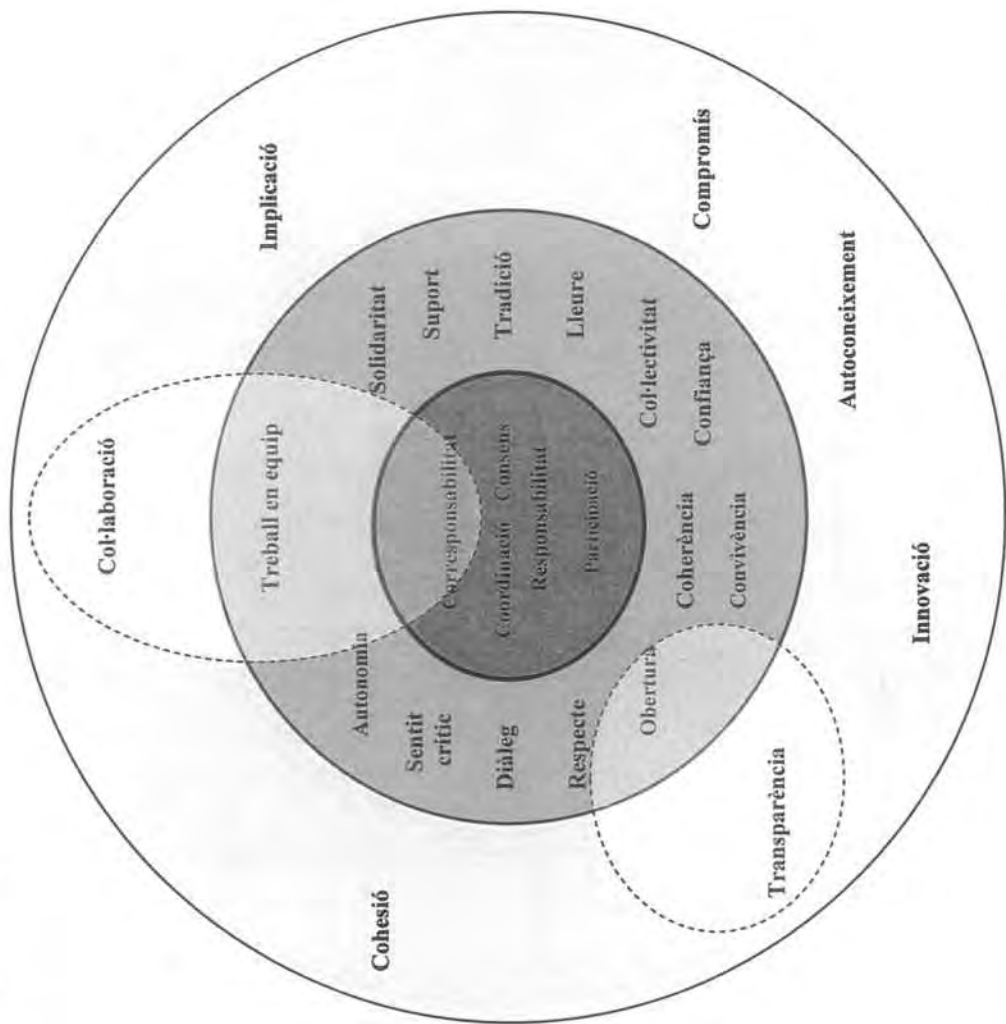 Col·laboració
Treball en equip
Implicació
Cohesió
Autonomia
Solidaritat
Sentit
crític
Suport
Corresponsabilitat
Diàleg
Coordinació Consens
Tradició
Responsabilitat
Respecte
Participació
Lleure
Obertura
Col·lectivitat
Coherència
Confiança
Compromís
Convivència
Transparència
Autoconeixement
Innovació